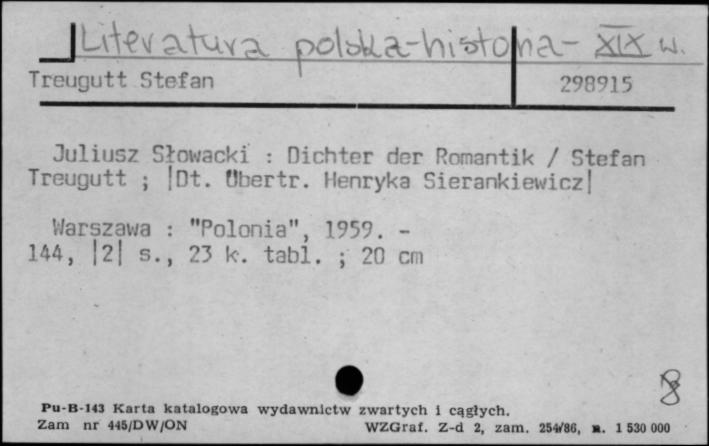 Literatura polska-historia-XIX w.
Treugutt Stefan 298915
Juliusz Słowacki : Dichter der Romantik / Stefan
Treugutt ; |Dt. Übertr. Henryka Sierankiewicz|
Warszawa : "Polonia", 1959. -
144, |2| s., 23 k. tabl. ; 20 cm
8
Pu-B-143 Karta katalogowa wydawnictw zwartych i ciągłych.
Zam nr 445/DW/ON WZGraf. Z-d 2, zam. 254/86, n. 1 530 000